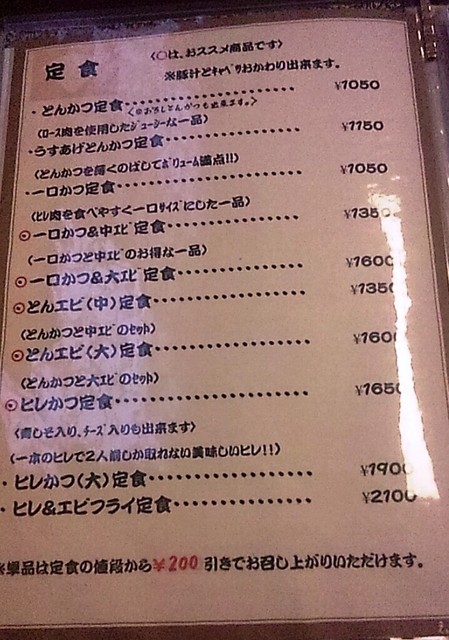 定食
〈◎は、おススメ商品です〉
※豚汁とｷｬﾍﾞﾂおかわり出来ます。
・とんかつ定食〈※おろしとんかつも出来ます。〉 ¥1050
〈ﾛｰｽ肉を使用したｼﾞｭｰｼｰな一品〉
・うすあげとんかつ定食 ¥1150
〈とんかつを薄くのばしてﾎﾞﾘｭｰﾑ満点!!〉
・一口かつ定食 ¥1050
〈ﾋﾚ肉を食べやすく一口ｻｲｽﾞにした一品〉
◎一口かつ&中ｴﾋﾞ定食 ¥1350
〈一口かつと中ｴﾋﾞのお得な一品〉
◎一口かつ&大ｴﾋﾞ定食 ¥1600
◎とんエビ(中)定食 ¥1350
〈とんかつと中ｴﾋﾞのｾｯﾄ〉
◎とんエビ(大)定食 ¥1600
〈とんかつと大ｴﾋﾞのｾｯﾄ〉
◎ヒレかつ定食 ¥1650
〈青しそ入り、ﾁｰｽﾞ入りも出来ます〉
〈一本のヒレで2人前しか取れない美味しいヒレ!!〉
・ヒレかつ(大)定食 ¥1900
・ヒレ&エビフライ定食 ¥2100
※単品は定食の値段から¥200引きでお召し上がりいただけます。